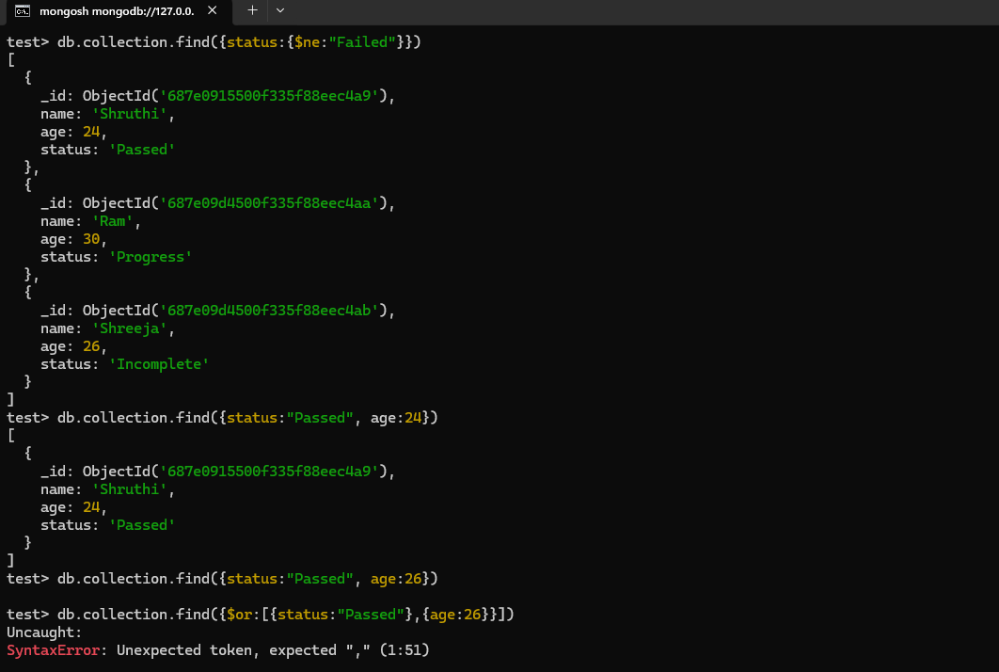 mongosh mongodb://127.0.0.
test> db.collection.find({status:{$ne:"Failed"}})
[
  {
    _id: ObjectId('687e0915500f335f88eec4a9'),
    name: 'Shruthi',
    age: 24,
    status: 'Passed'
  },
  {
    _id: ObjectId('687e09d4500f335f88eec4aa'),
    name: 'Ram',
    age: 30,
    status: 'Progress'
  },
  {
    _id: ObjectId('687e09d4500f335f88eec4ab'),
    name: 'Shreeja',
    age: 26,
    status: 'Incomplete'
  }
]
test> db.collection.find({status:"Passed", age:24})
[
  {
    _id: ObjectId('687e0915500f335f88eec4a9'),
    name: 'Shruthi',
    age: 24,
    status: 'Passed'
  }
]
test> db.collection.find({status:"Passed", age:26})
test> db.collection.find({$or:[{status:"Passed"},{age:26}}])
Uncaught:
SyntaxError: Unexpected token, expected "," (1:51)